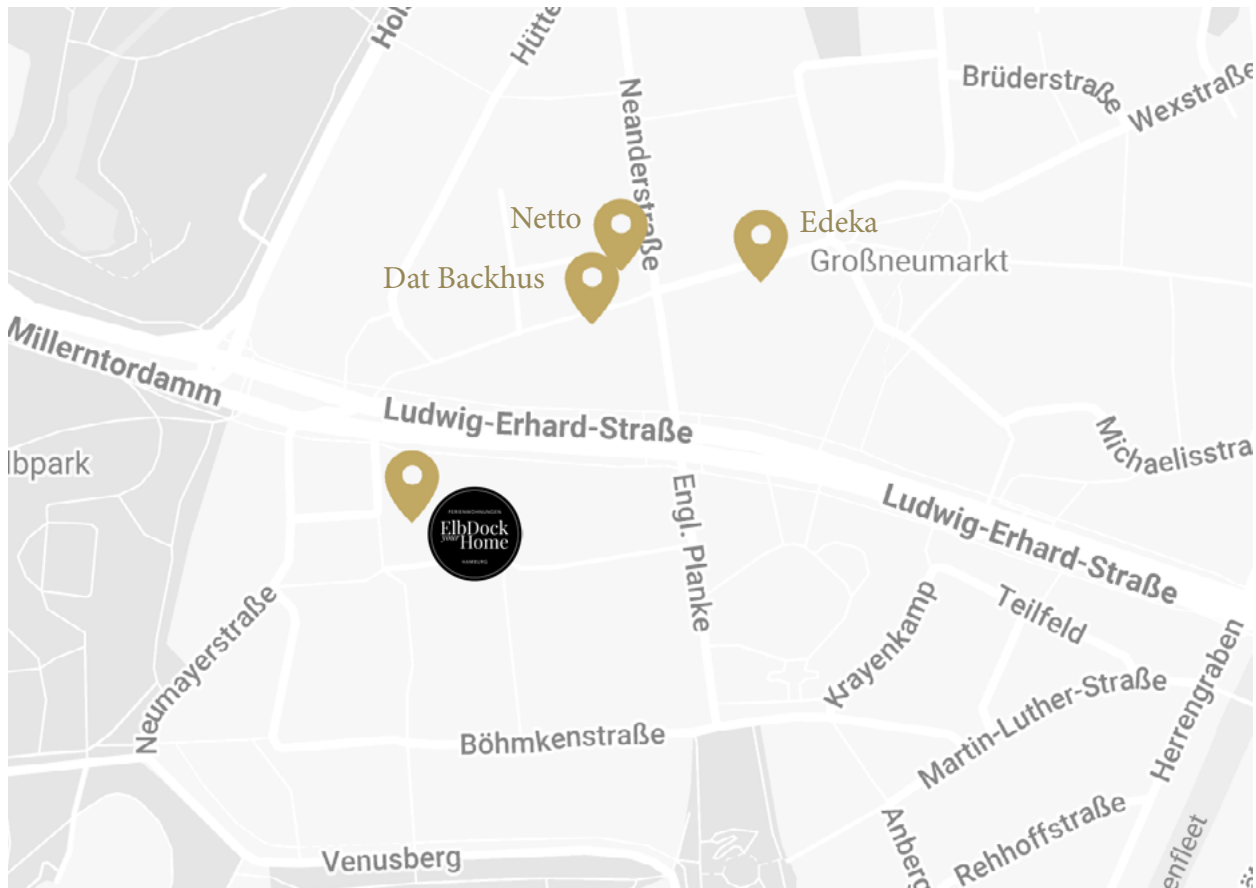 Hütte
Brüderstraße
Wexstraße
Neanderstraße
Netto
Edeka
Großneumarkt
Dat Backhus
Millerntordamm
Ludwig-Erhard-Straße
Michaelisstra
lbpark
FERIENWOHNUNGEN
ElbDock
your Home
HAMBURG
Engl. Planke
Ludwig-Erhard-Straße
Neumayerstraße
Krayenkamp
Teilfeld
Herrengraben
Martin-Luther-Straße
Böhmkenstraße
Venusberg
Anberg
Rehhoffstraße
enfleet